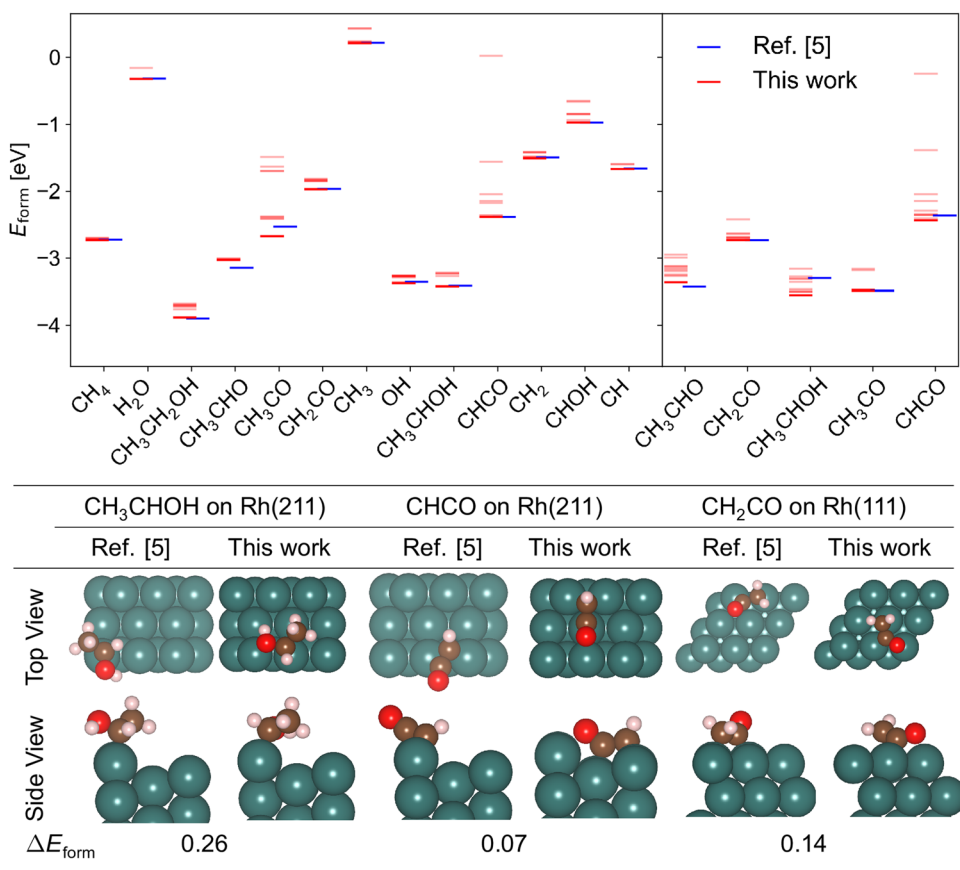 0
−1
−2
−3
−4
E_form [eV]
Ref. [5]
This work
CH₄
H₂O
CH₃CH₂OH
CH₃CHO
CH₃CO
CH₂CO
CH₃
OH
CH₃CHOH
CHCO
CH₂
CHOH
CH
CH₃CHO
CH₂CO
CH₃CHOH
CH₃CO
CHCO
CH₃CHOH on Rh(211) CHCO on Rh(211) CH₂CO on Rh(111)
Ref. [5] This work Ref. [5] This work Ref. [5] This work
Top View
Side View
ΔE_form 0.26 0.07 0.14